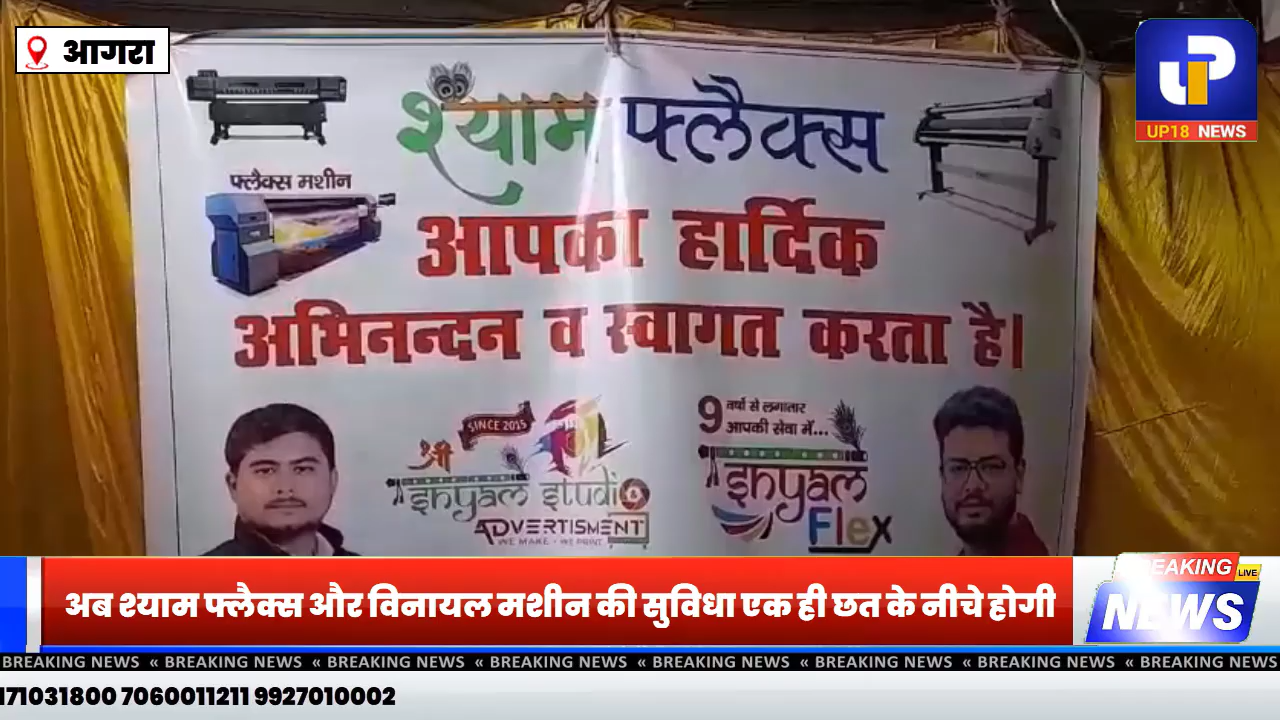 आगरा
UP18 NEWS
श्याम फ्लैक्स
फ्लैक्स मशीन
आपका हार्दिक
अभिनन्दन व स्वागत करता है।
SINCE 2015
श्री
Shyam studio
ADVERTISMENT
WE MAKE - WE PRINT
9 वर्षो से लगातार
आपकी सेवा में...
Shyam
Flex
अब श्याम फ्लैक्स और विनायल मशीन की सुविधा एक ही छत के नीचे होगी
BREAKING
LIVE
NEWS
BREAKING NEWS « BREAKING NEWS « BREAKING NEWS « BREAKING NEWS « BREAKING NEWS « BREAKING NEWS « BREAKING NEWS « BREAKING NEWS
171031800 7060011211 9927010002